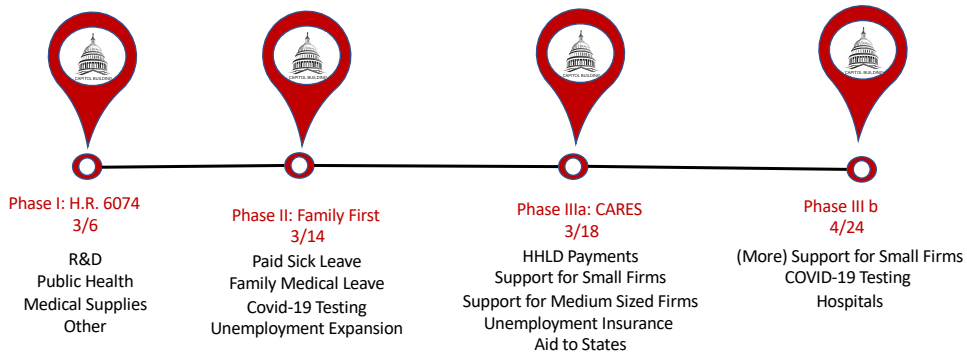 CAPITOL BUILDING
CAPITOL BUILDING
CAPITOL BUILDING
CAPITOL BUILDING
Phase I: H.R. 6074
3/6
R&D
Public Health
Medical Supplies
Other
Phase II: Family First
3/14
Paid Sick Leave
Family Medical Leave
Covid-19 Testing
Unemployment Expansion
Phase IIIa: CARES
3/18
HHLD Payments
Support for Small Firms
Support for Medium Sized Firms
Unemployment Insurance
Aid to States
Phase III b
4/24
(More) Support for Small Firms
COVID-19 Testing
Hospitals